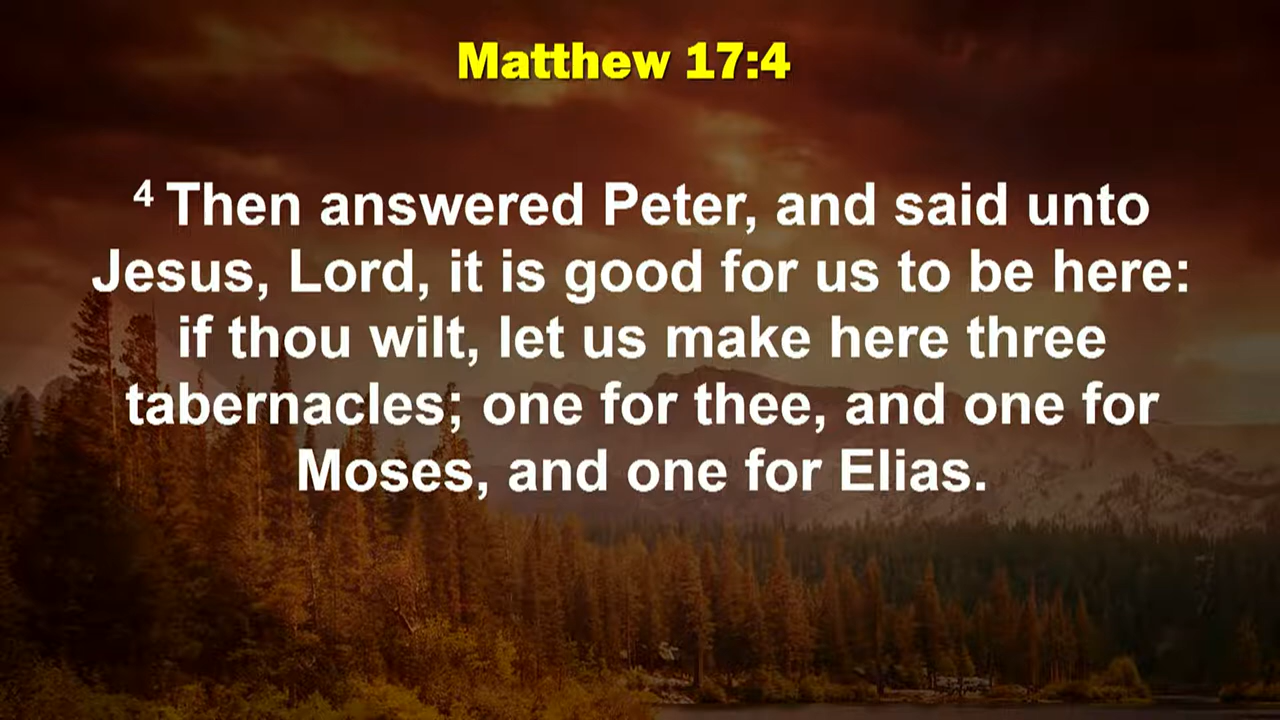 Matthew 17:4
4 Then answered Peter, and said unto
Jesus, Lord, it is good for us to be here:
if thou wilt, let us make here three
tabernacles; one for thee, and one for
Moses, and one for Elias.